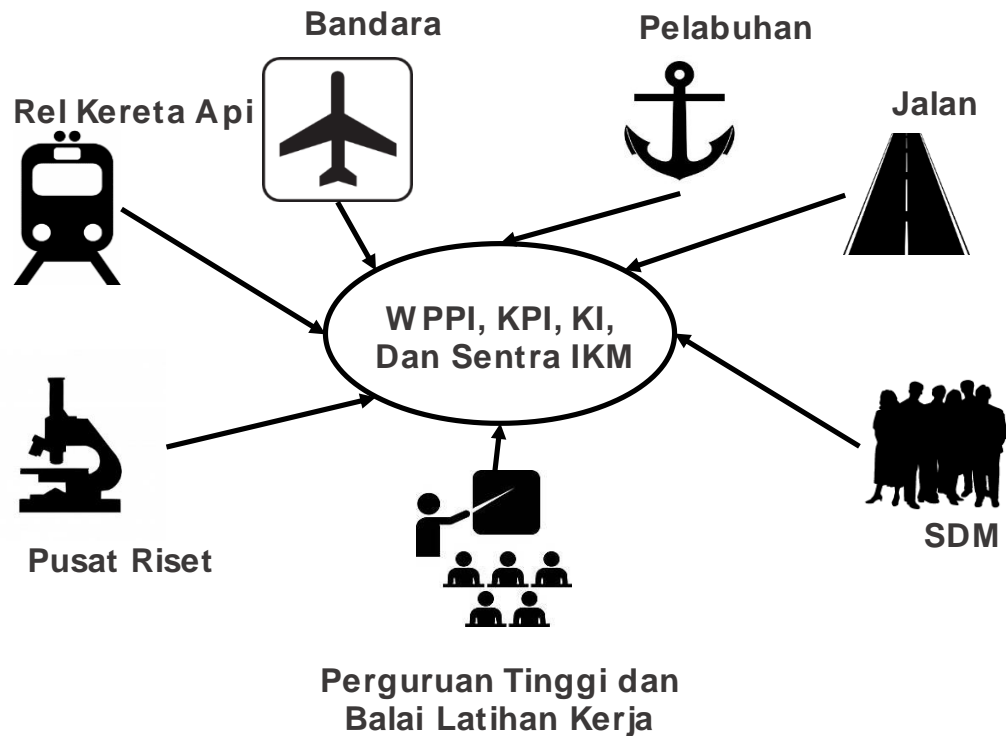 Bandara
Pelabuhan
Rel Kereta Api
Jalan
WPPI, KPI, KI,
Dan Sentra IKM
Pusat Riset
SDM
Perguruan Tinggi dan
Balai Latihan Kerja